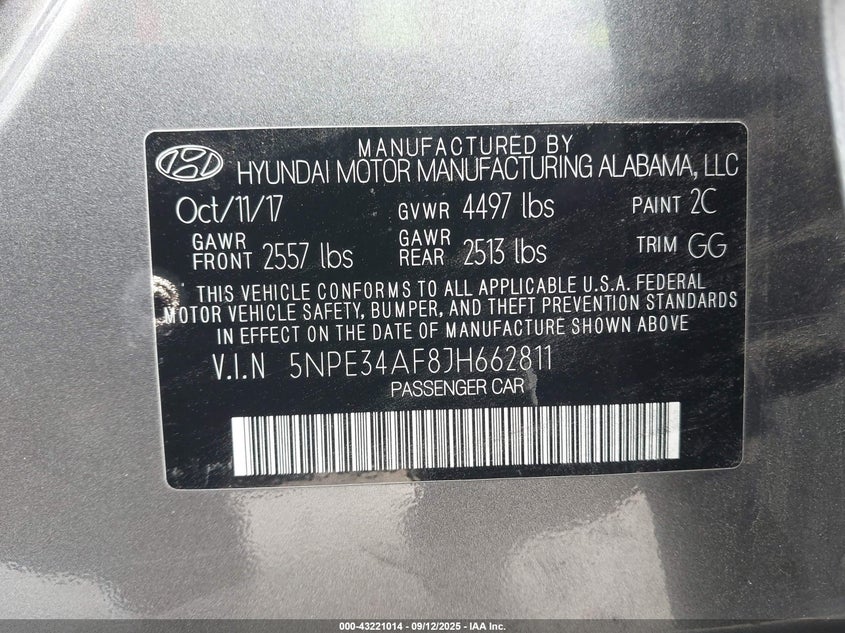 MANUFACTURED BY
HYUNDAI MOTOR MANUFACTURING ALABAMA, LLC
Oct/11/17 GVWR 4497 lbs PAINT 2C
GAWR FRONT 2557 lbs GAWR REAR 2513 lbs TRIM GG
THIS VEHICLE CONFORMS TO ALL APPLICABLE U.S.A. FEDERAL
MOTOR VEHICLE SAFETY, BUMPER, AND THEFT PREVENTION STANDARDS
IN EFFECT ON THE DATE OF MANUFACTURE SHOWN ABOVE
V.I.N 5NPE34AF8JH662811
PASSENGER CAR
000-43221014 - 09/12/2025 - IAA Inc.